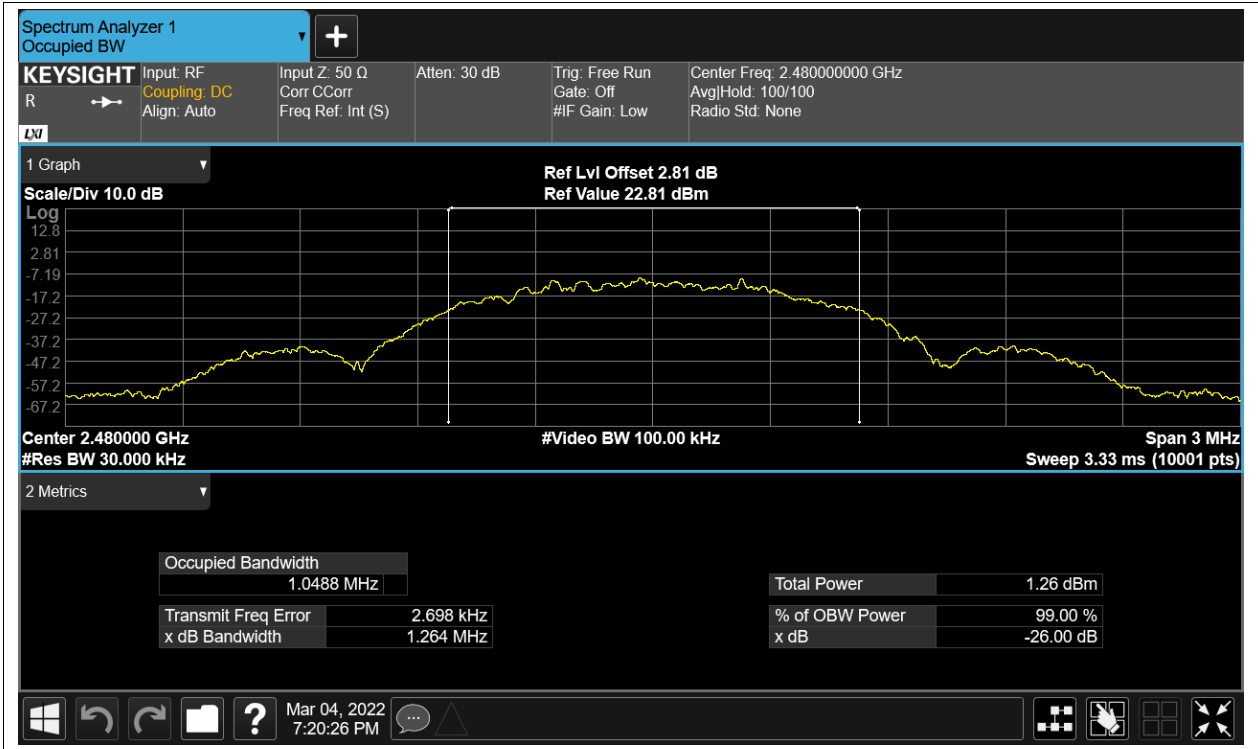 Spectrum Analyzer 1
Occupied BW
+
KEYSIGHT
R
LXI
Input: RF
Coupling: DC
Align: Auto
Input Z: 50 Ω
Corr CCorr
Freq Ref: Int (S)
Atten: 30 dB
Trig: Free Run
Gate: Off
#IF Gain: Low
Center Freq: 2.480000000 GHz
Avg|Hold: 100/100
Radio Std: None
1 Graph
Scale/Div 10.0 dB
Ref Lvl Offset 2.81 dB
Ref Value 22.81 dBm
Log
12.8
2.81
-7.19
-17.2
-27.2
-37.2
-47.2
-57.2
-67.2
Center 2.480000 GHz
#Res BW 30.000 kHz
#Video BW 100.00 kHz
Span 3 MHz
Sweep 3.33 ms (10001 pts)
2 Metrics
Occupied Bandwidth
1.0488 MHz
Transmit Freq Error 2.698 kHz
x dB Bandwidth 1.264 MHz
Total Power 1.26 dBm
% of OBW Power 99.00 %
x dB -26.00 dB
?
Mar 04, 2022
7:20:26 PM